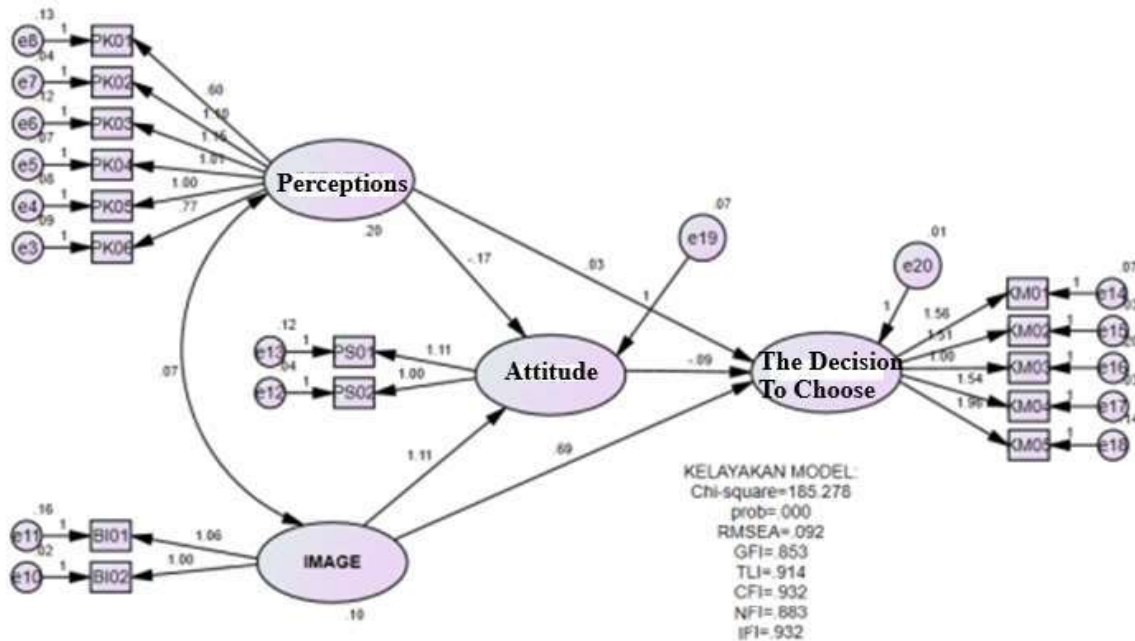 .13
e8 1 PK01
.04
e7 1 PK02
.12
e6 1 PK03
.07
e5 1 PK04
.08
e4 1 PK05
.09
e3 1 PK06
.60
1.10
1.15
1.01
1.00
.77
Perceptions
.20
-.17
.03
.07
e19
1
.01
e20
1
.12
e13 1 PS01
.04
e12 1 PS02
1.11
1.00
Attitude
-.09
The Decision
To Choose
1.56
1.51
1.00
1.54
1.96
KM01 1 e14
.07
KM02 1 e15
KM03 1 e16
KM04 1 e17
KM05 1 e18
.14
.07
1.11
.69
.16
e11 1 BI01
.02
e10 1 BI02
1.06
1.00
IMAGE
.10
KELAYAKAN MODEL:
Chi-square=185.278
prob=.000
RMSEA=.092
GFI=.853
TLI=.914
CFI=.932
NFI=.883
IFI=.932